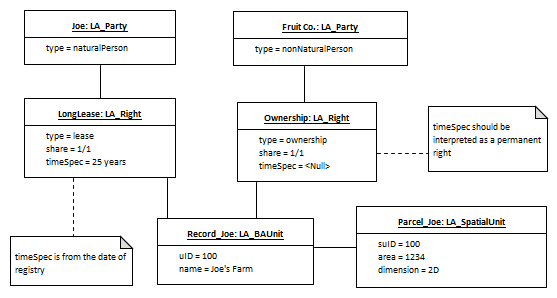 Joe: LA_Party
type = naturalPerson
Fruit Co.: LA_Party
type = nonNaturalPerson
LongLease: LA_Right
type = lease
share = 1/1
timeSpec = 25 years
Ownership: LA_Right
type = ownership
share = 1/1
timeSpec = <Null>
timeSpec should be
interpreted as a permanent
right
timeSpec is from the date of
registry
Record_Joe: LA_BAUnit
uID = 100
name = Joe's Farm
Parcel_Joe: LA_SpatialUnit
suID = 100
area = 1234
dimension = 2D